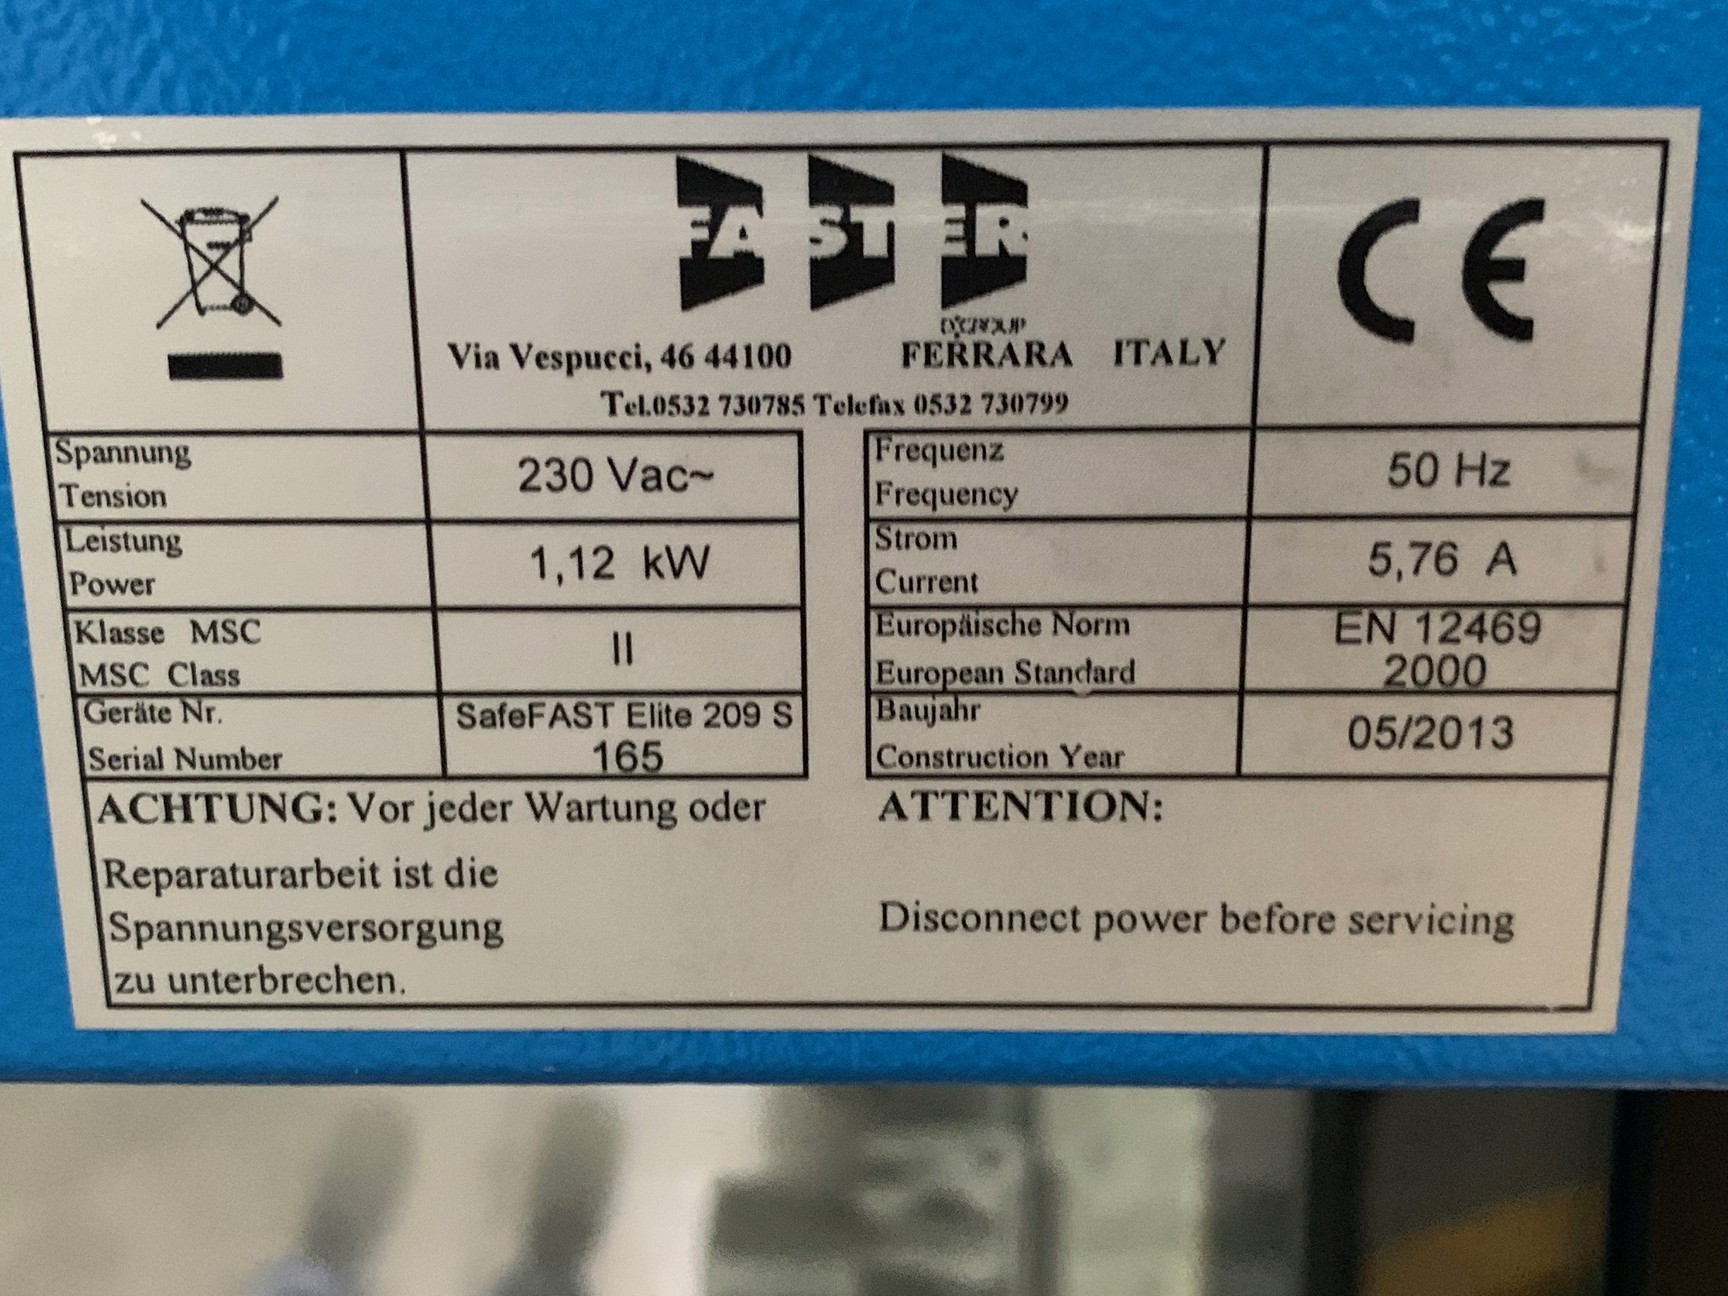 FASTER
Via Vespucci, 46 44100 FERRARA ITALY
Tel.0532 730785 Telefax 0532 730799
CE
Spannung
Tension
230 Vac~
Frequenz
Frequency
50 Hz
Leistung
Power
1,12 kW
Strom
Current
5,76 A
Klasse MSC
MSC Class
II
Europäische Norm
European Standard
EN 12469
2000
Geräte Nr.
Serial Number
SafeFAST Elite 209 S
165
Baujahr
Construction Year
05/2013
ACHTUNG: Vor jeder Wartung oder
Reparaturarbeit ist die
Spannungsversorgung
zu unterbrechen.
ATTENTION:
Disconnect power before servicing